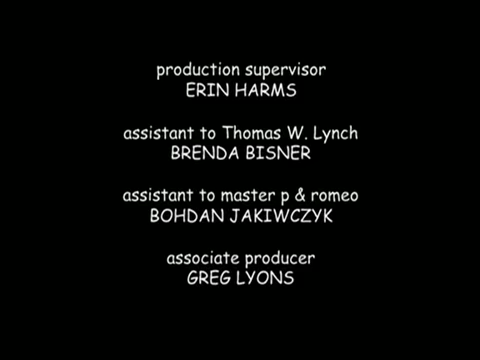 production supervisor
ERIN HARMS
assistant to Thomas W. Lynch
BRENDA BISNER
assistant to master p & romeo
BOHDAN JAKIWCZYK
associate producer
GREG LYONS